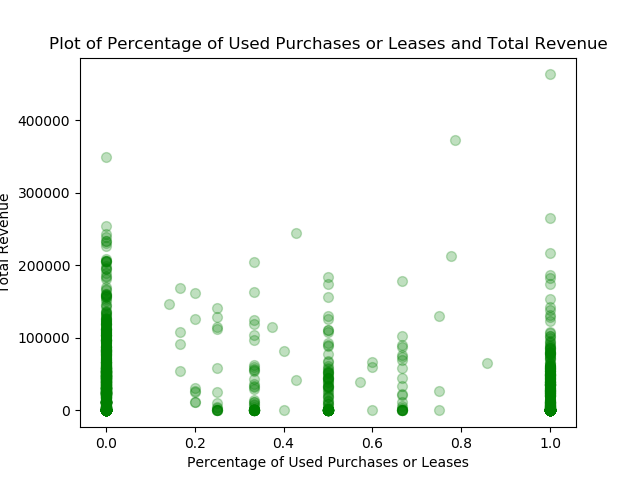 Plot of Percentage of Used Purchases or Leases and Total Revenue
400000
300000
200000
100000
0
Total Revenue
0.0 0.2 0.4 0.6 0.8 1.0
Percentage of Used Purchases or Leases